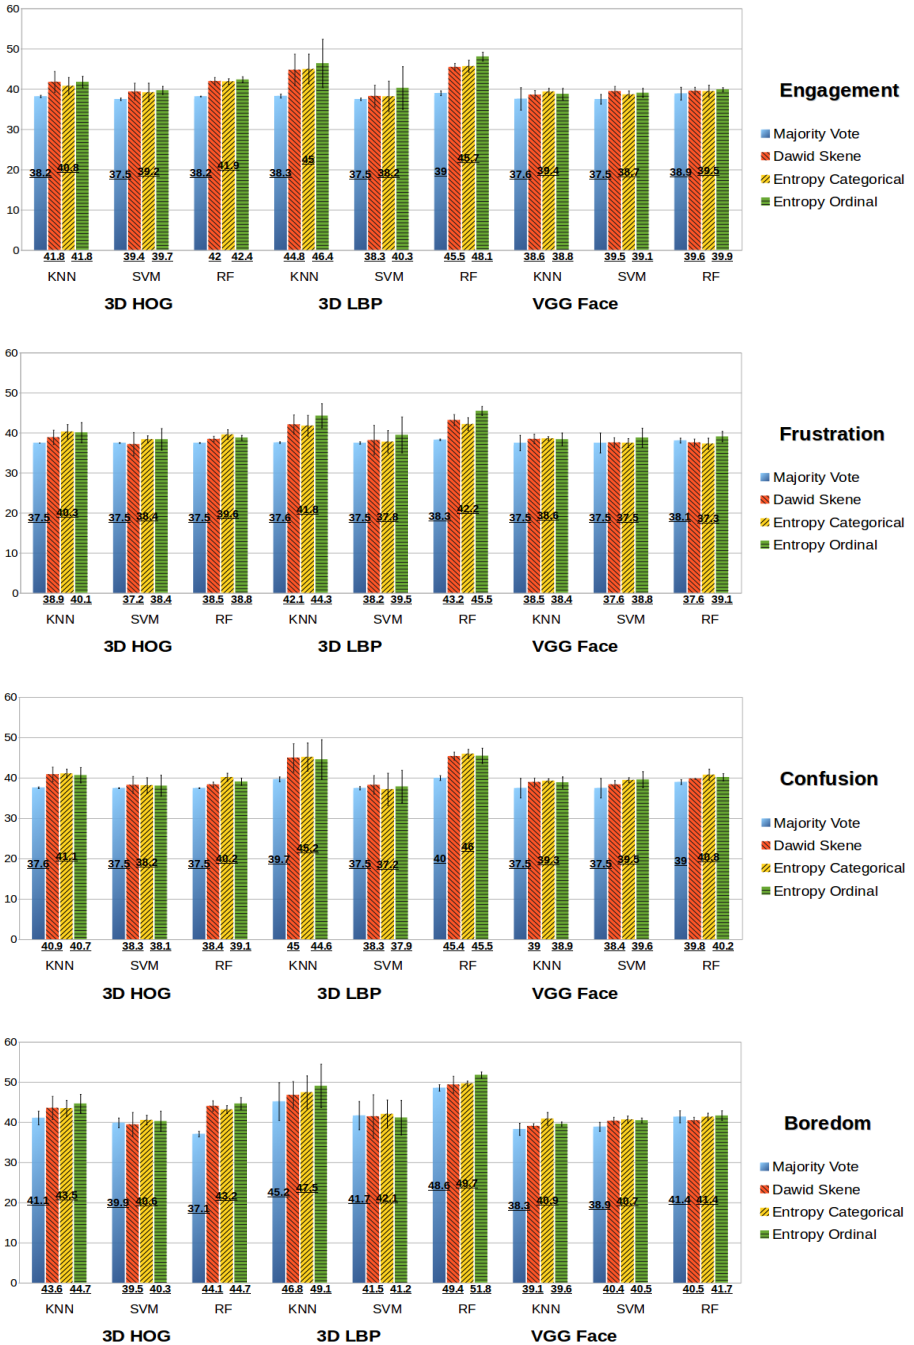 60
50
Engagement
40
Majority Vote
30
Dawid Skene
20
38.2 40.8 37.5 39.2 38.2 41.9 38.3 45 37.5 38.2 39 45.7 37.6 39.4 37.5 38.7 38.9 39.5
Entropy Categorical
10
Entropy Ordinal
0
41.8 41.8 39.4 39.7 42 42.4 44.8 46.4 38.3 40.3 45.5 48.1 38.6 38.8 39.5 39.1 39.6 39.9
KNN SVM RF KNN SVM RF KNN SVM RF
3D HOG 3D LBP VGG Face
60
50
Frustration
40
30
Majority Vote
Dawid Skene
20
37.5 40.3 37.5 38.4 37.5 39.6 37.6 41.8 37.5 37.8 38.3 42.2 37.5 38.6 37.5 37.5 38.1 37.3
Entropy Categorical
10
Entropy Ordinal
0
38.9 40.1 37.2 38.4 38.5 38.8 42.1 44.3 38.2 39.5 43.2 45.5 38.5 38.4 37.6 38.8 37.6 39.1
KNN SVM RF KNN SVM RF KNN SVM RF
3D HOG 3D LBP VGG Face
60
50
Confusion
40
30
Majority Vote
Dawid Skene
20
37.6 41.1 37.5 38.2 37.5 40.2 39.7 45.2 37.5 37.2 40 46 37.5 39.3 37.5 39.5 39 40.8
Entropy Categorical
10
Entropy Ordinal
0
40.9 40.7 38.3 38.1 38.4 39.1 45 44.6 38.3 37.9 45.4 45.5 39 38.9 38.4 39.6 39.8 40.2
KNN SVM RF KNN SVM RF KNN SVM RF
3D HOG 3D LBP VGG Face
60
50
Boredom
40
30
Majority Vote
Dawid Skene
20
41.1 43.5 39.9 40.6 37.1 43.2 45.2 47.5 41.7 42.1 48.6 49.7 38.3 40.9 38.9 40.7 41.4 41.4
Entropy Categorical
10
Entropy Ordinal
0
43.6 44.7 39.5 40.3 44.1 44.7 46.8 49.1 41.5 41.2 49.4 51.8 39.1 39.6 40.4 40.5 40.5 41.7
KNN SVM RF KNN SVM RF KNN SVM RF
3D HOG 3D LBP VGG Face